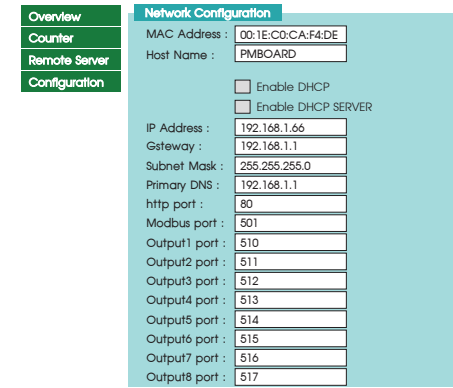 Overview
Counter
Remote Server
Configuration
Network Configuration
MAC Address : 00:1E:C0:CA:F4:DE
Host Name : PMBOARD
Enable DHCP
Enable DHCP SERVER
IP Address : 192.168.1.66
Gsteway : 192.168.1.1
Subnet Mask : 255.255.255.0
Primary DNS : 192.168.1.1
http port : 80
Modbus port : 501
Output1 port : 510
Output2 port : 511
Output3 port : 512
Output4 port : 513
Output5 port : 514
Output6 port : 515
Output7 port : 516
Output8 port : 517